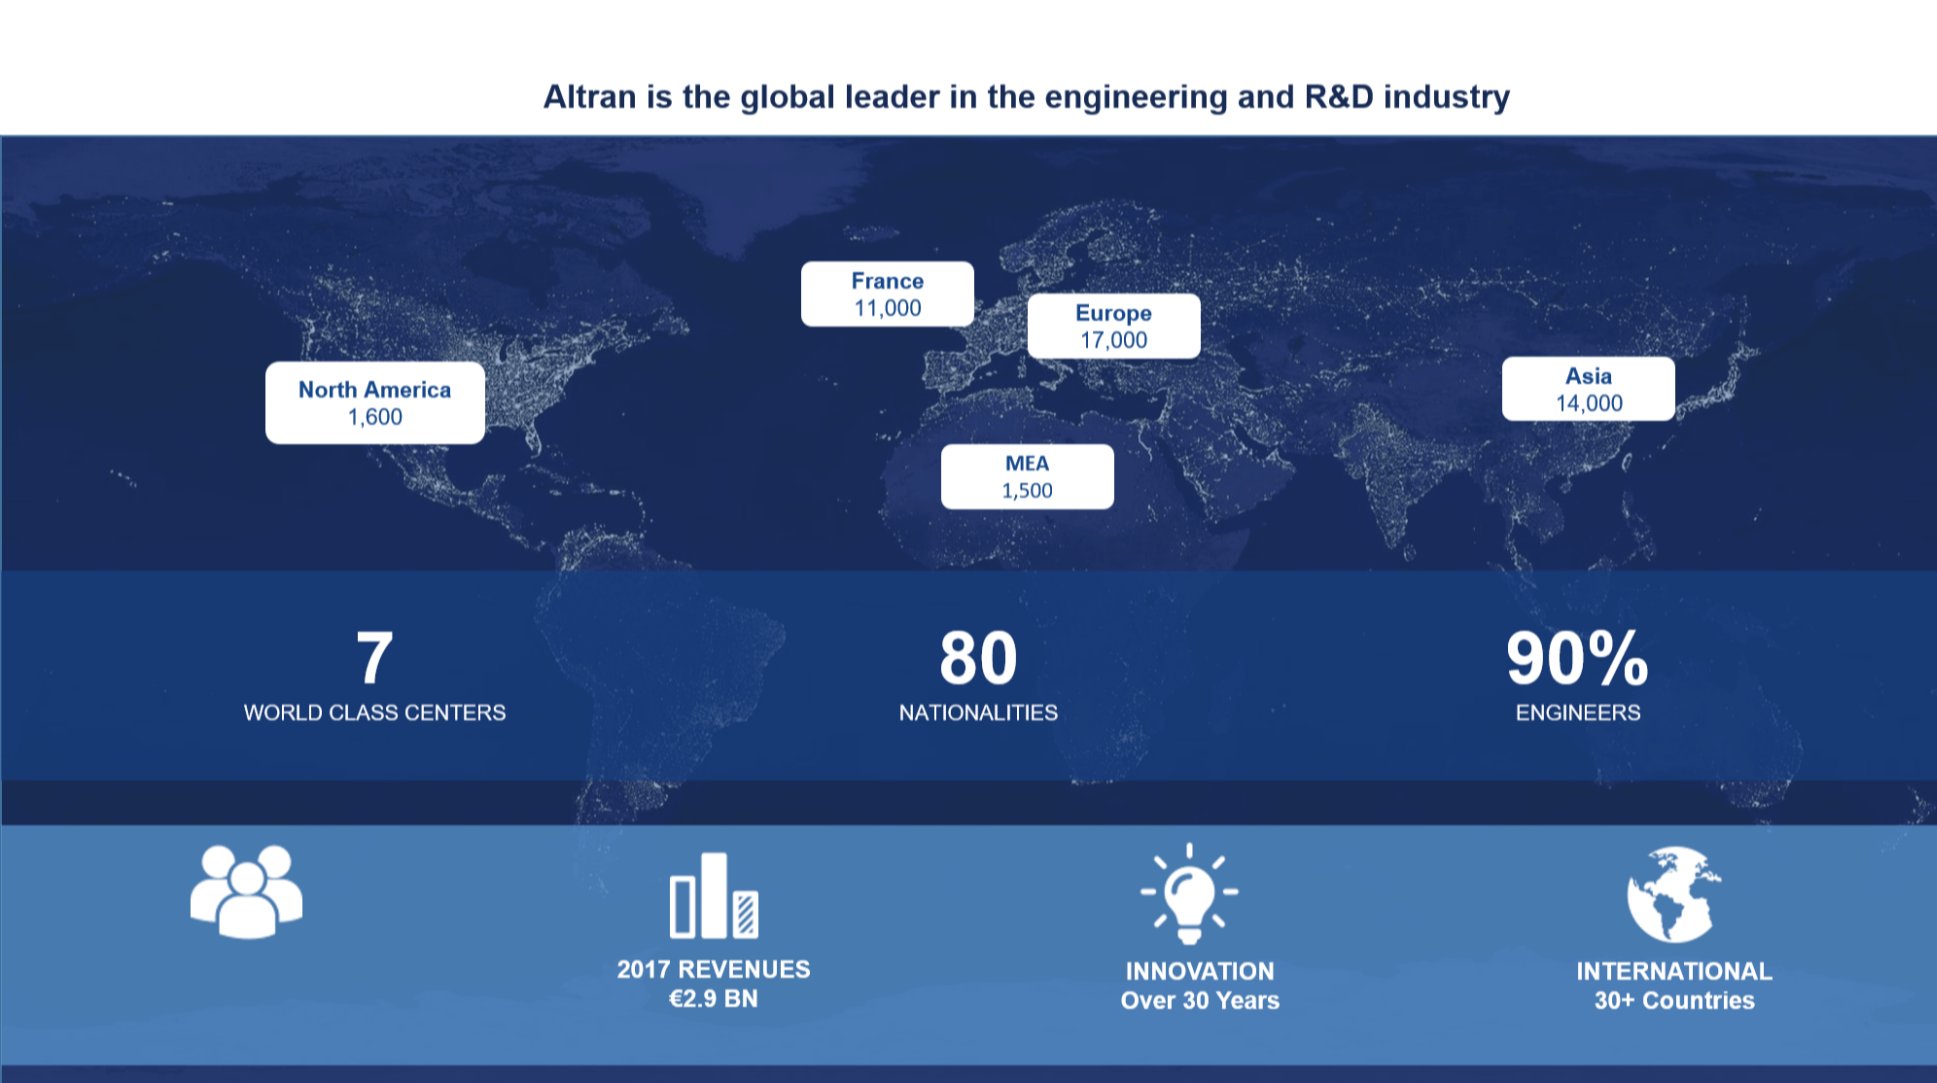 Altran is the global leader in the engineering and R&D industry
France
11,000
Europe
17,000
North America
1,600
Asia
14,000
MEA
1,500
7
WORLD CLASS CENTERS
80
NATIONALITIES
90%
ENGINEERS
2017 REVENUES
€2.9 BN
INNOVATION
Over 30 Years
INTERNATIONAL
30+ Countries